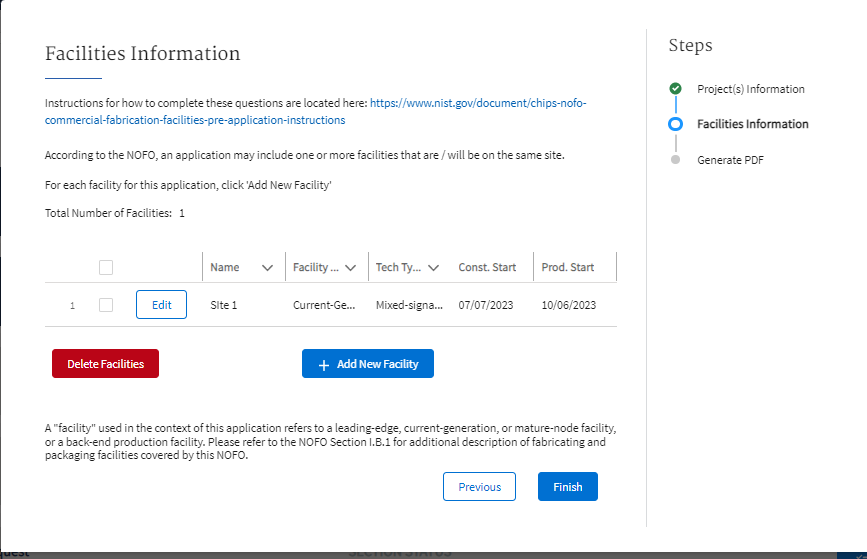 Facilities Information
Instructions for how to complete these questions are located here: https://www.nist.gov/document/chips-nofo-
commercial-fabrication-facilities-pre-application-instructions
According to the NOFO, an application may include one or more facilities that are / will be on the same site.
For each facility for this application, click 'Add New Facility'
Total Number of Facilities: 1
Name Facility ... Tech Ty... Const. Start Prod. Start
1 Edit SIte 1 Current-Ge... Mixed-signa... 07/07/2023 10/06/2023
Delete Facilities + Add New Facility
A "facility" used in the context of this application refers to a leading-edge, current-generation, or mature-node facility,
or a back-end production facility. Please refer to the NOFO Section I.B.1 for additional description of fabricating and
packaging facilities covered by this NOFO.
Previous Finish
Steps
Project(s) Information
Facilities Information
Generate PDF
SECTION STATUS